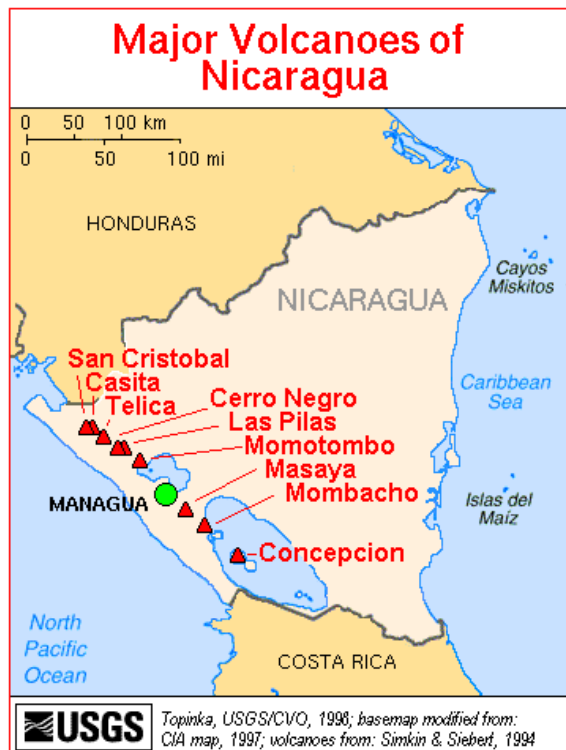 Major Volcanoes of
Nicaragua
0 50 100 km
0 50 100 mi
HONDURAS
NICARAGUA
Cayos
Miskitos
San Cristobal
Casita
Telica
Cerro Negro
Las Pilas
Momotombo
Masaya
Mombacho
Concepcion
MANAGUA
Caribbean
Sea
Islas del
Maíz
North
Pacific
Ocean
COSTA RICA
USGS
Topinka, USGS/CVO, 1998; basemap modified from:
CIA map, 1997; volcanoes from: Simkin & Siebert, 1994